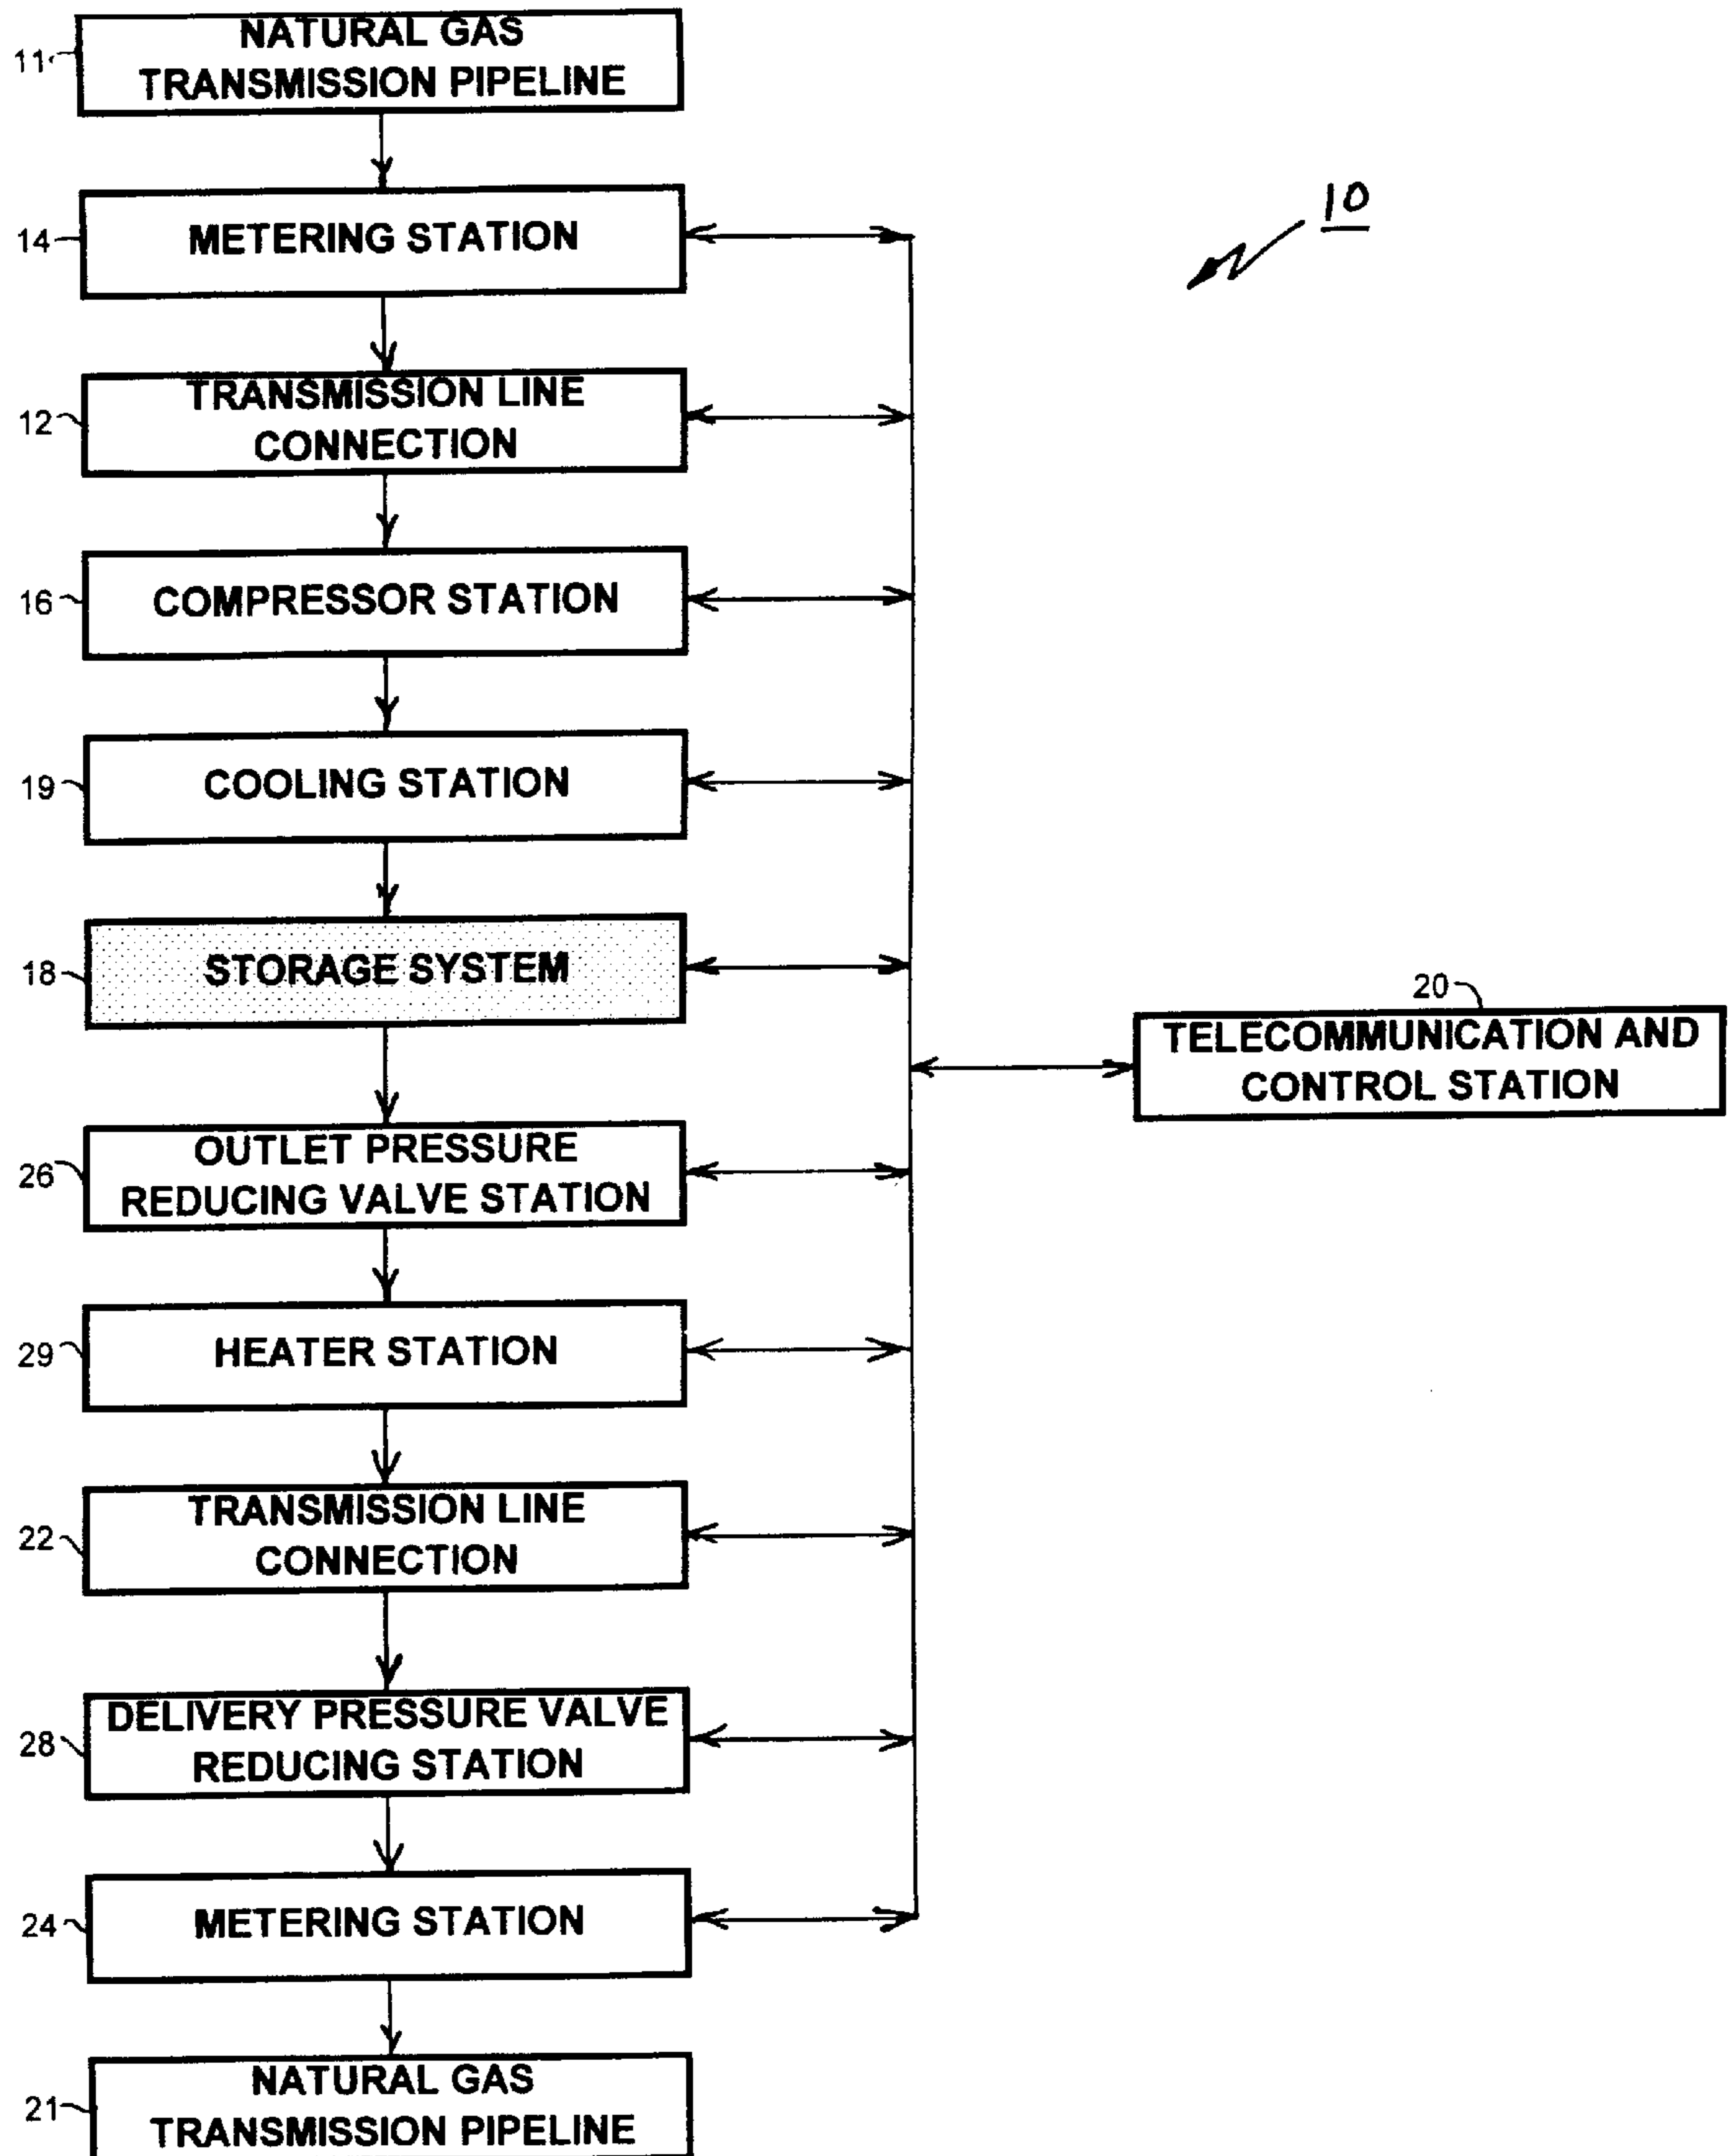 NATURAL GAS
TRANSMISSION PIPELINE
11
METERING STATION
14
10
TRANSMISSION LINE
CONNECTION
12
COMPRESSOR STATION
16
COOLING STATION
19
STORAGE SYSTEM
18
20
TELECOMMUNICATION AND
CONTROL STATION
OUTLET PRESSURE
REDUCING VALVE STATION
26
HEATER STATION
29
TRANSMISSION LINE
CONNECTION
22
DELIVERY PRESSURE VALVE
REDUCING STATION
28
METERING STATION
24
NATURAL GAS
TRANSMISSION PIPELINE
21